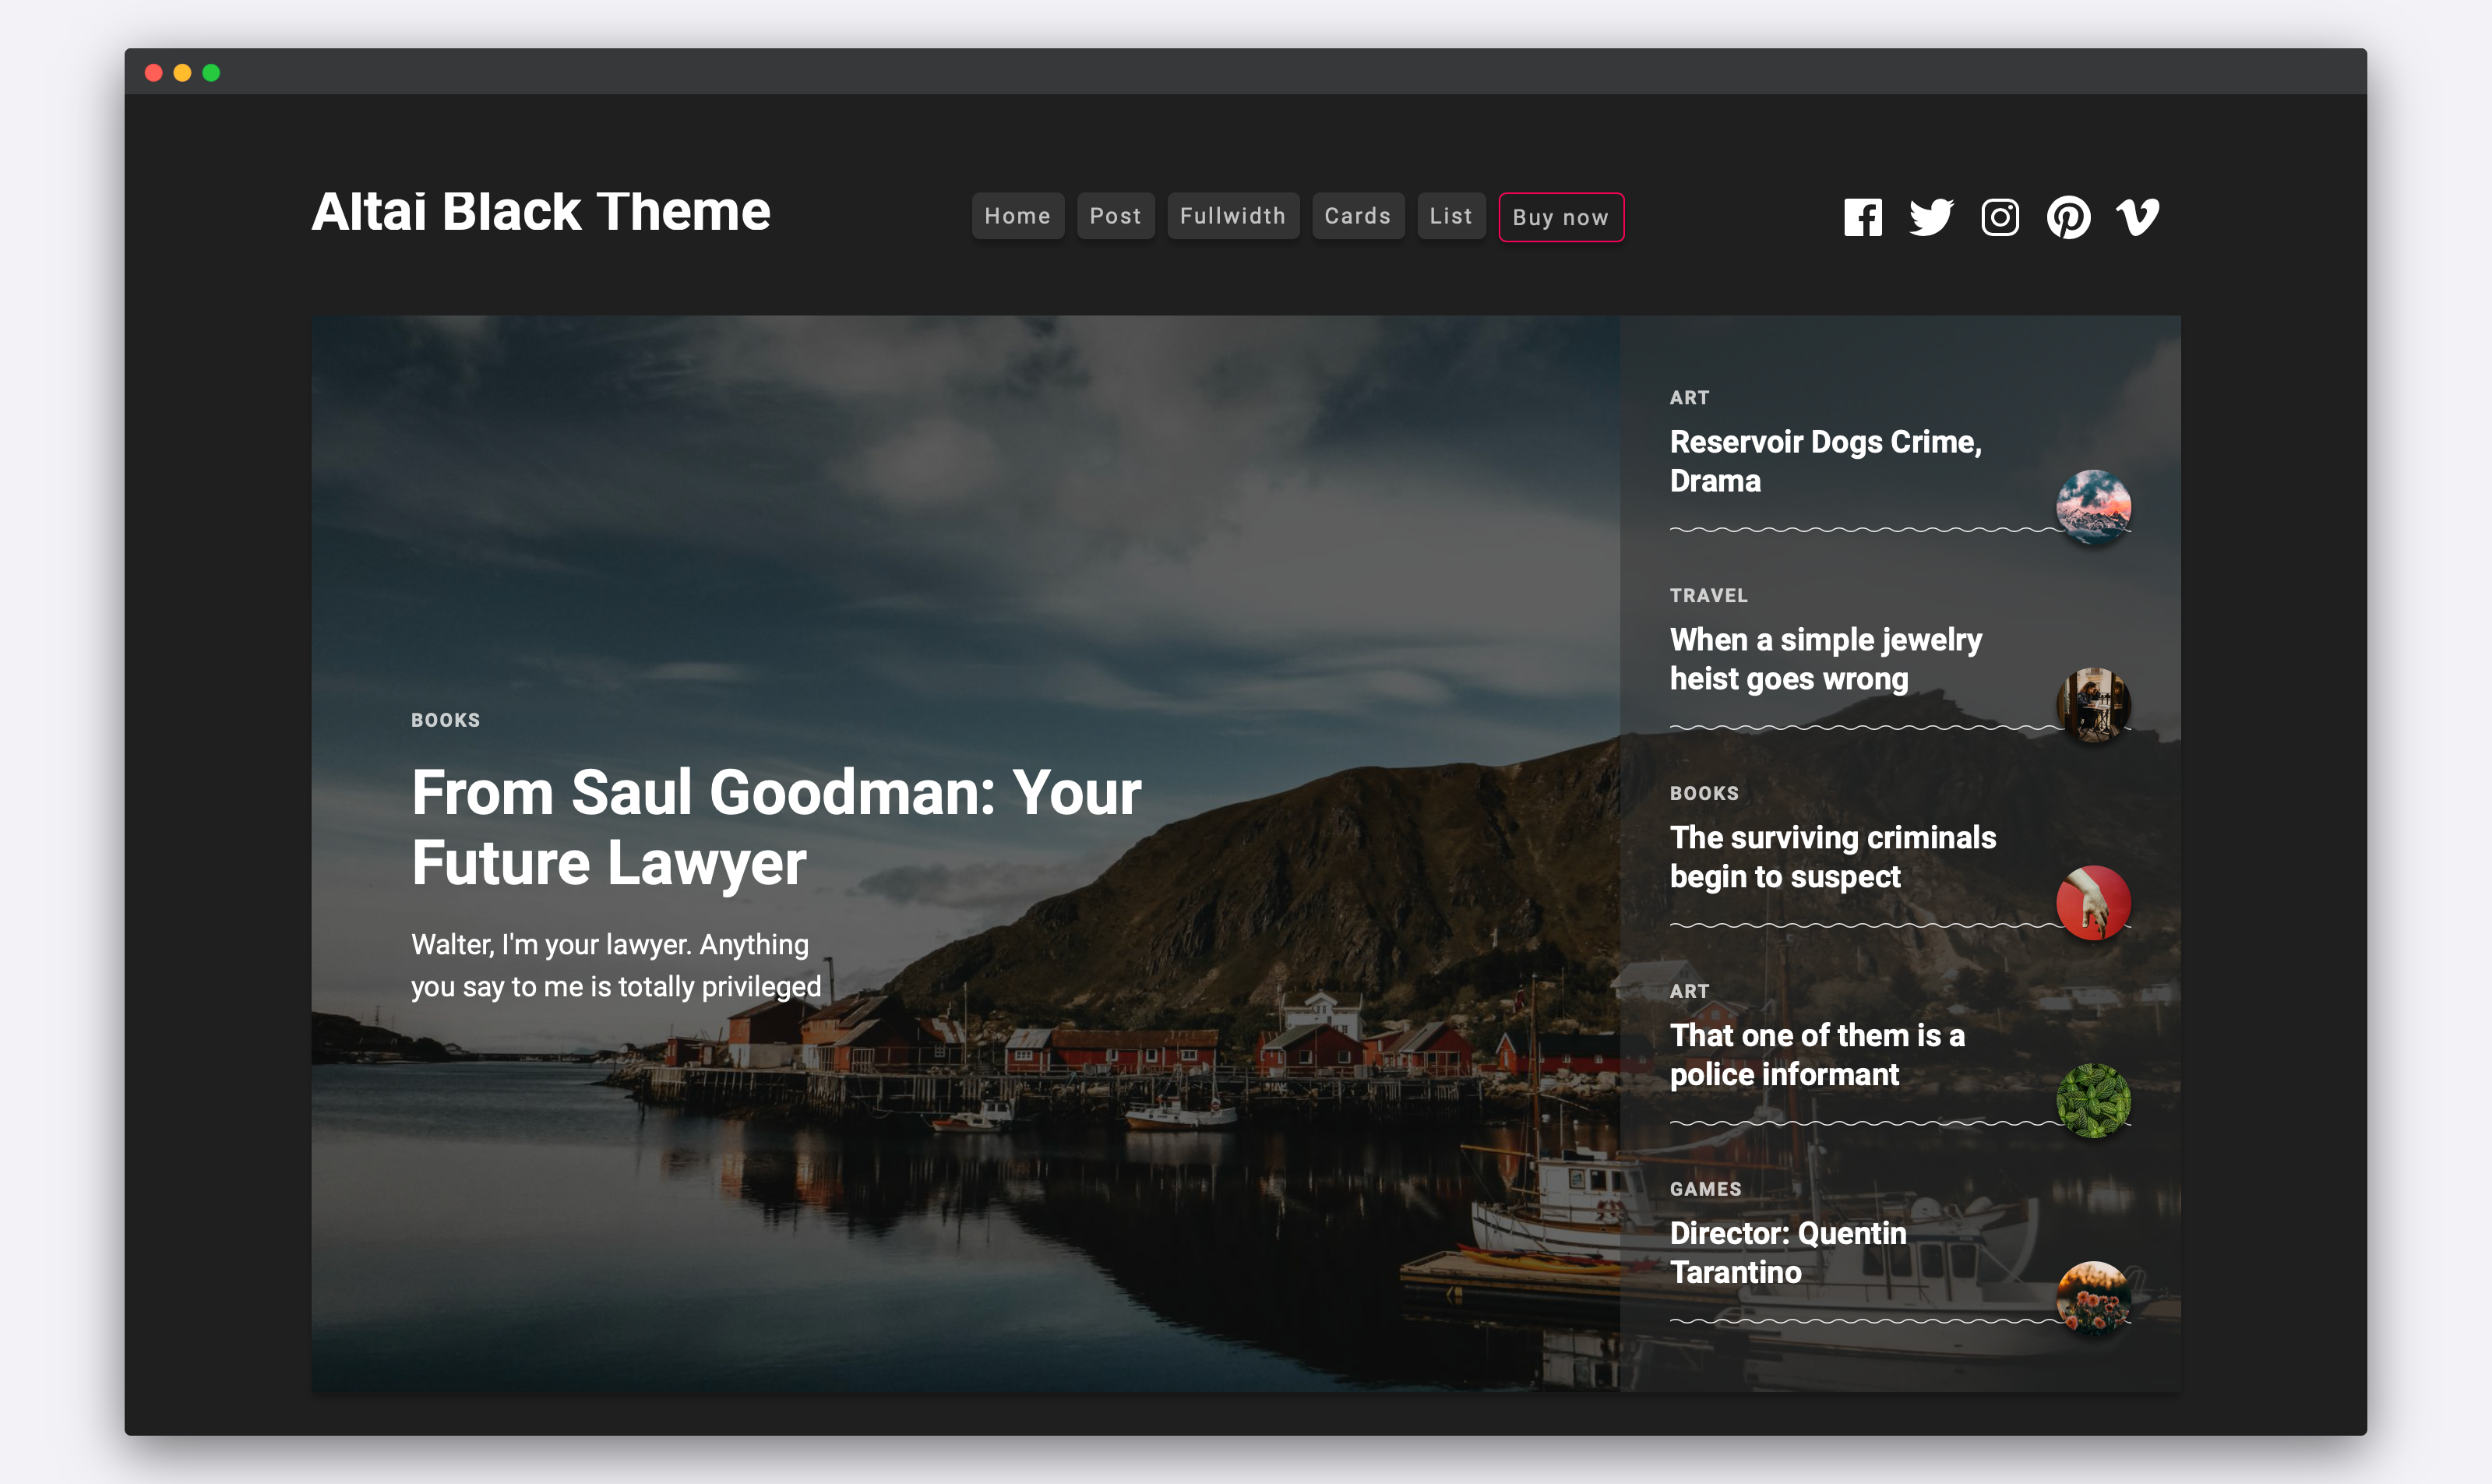 Altai Black Theme
Home
Post
Fullwidth
Cards
List
Buy now
BOOKS
From Saul Goodman: Your
Future Lawyer
Walter, I'm your lawyer. Anything
you say to me is totally privileged
ART
Reservoir Dogs Crime,
Drama
TRAVEL
When a simple jewelry
heist goes wrong
BOOKS
The surviving criminals
begin to suspect
ART
That one of them is a
police informant
GAMES
Director: Quentin
Tarantino